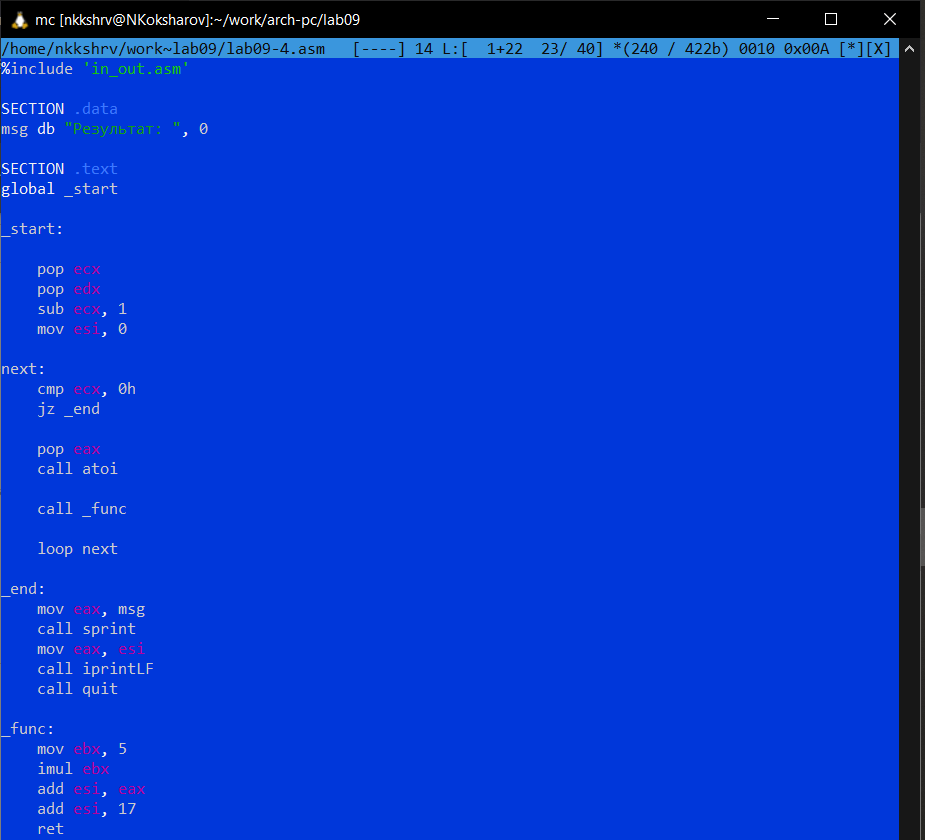 mc [nkkshrv@NKoksharov]:~/work/arch-pc/lab09
/home/nkkshrv/work~lab09/lab09-4.asm   [----] 14 L:[  1+22  23/ 40] *(240 / 422b) 0010 0x00A [*][X]
%include 'in_out.asm'
SECTION .data
msg db "Результат: ", 0
SECTION .text
global _start
_start:
    pop ecx
    pop edx
    sub ecx, 1
    mov esi, 0
next:
    cmp ecx, 0h
    jz _end
    pop eax
    call atoi
    call _func
    loop next
_end:
    mov eax, msg
    call sprint
    mov eax, esi
    call iprintLF
    call quit
_func:
    mov ebx, 5
    imul ebx
    add esi, eax
    add esi, 17
    ret